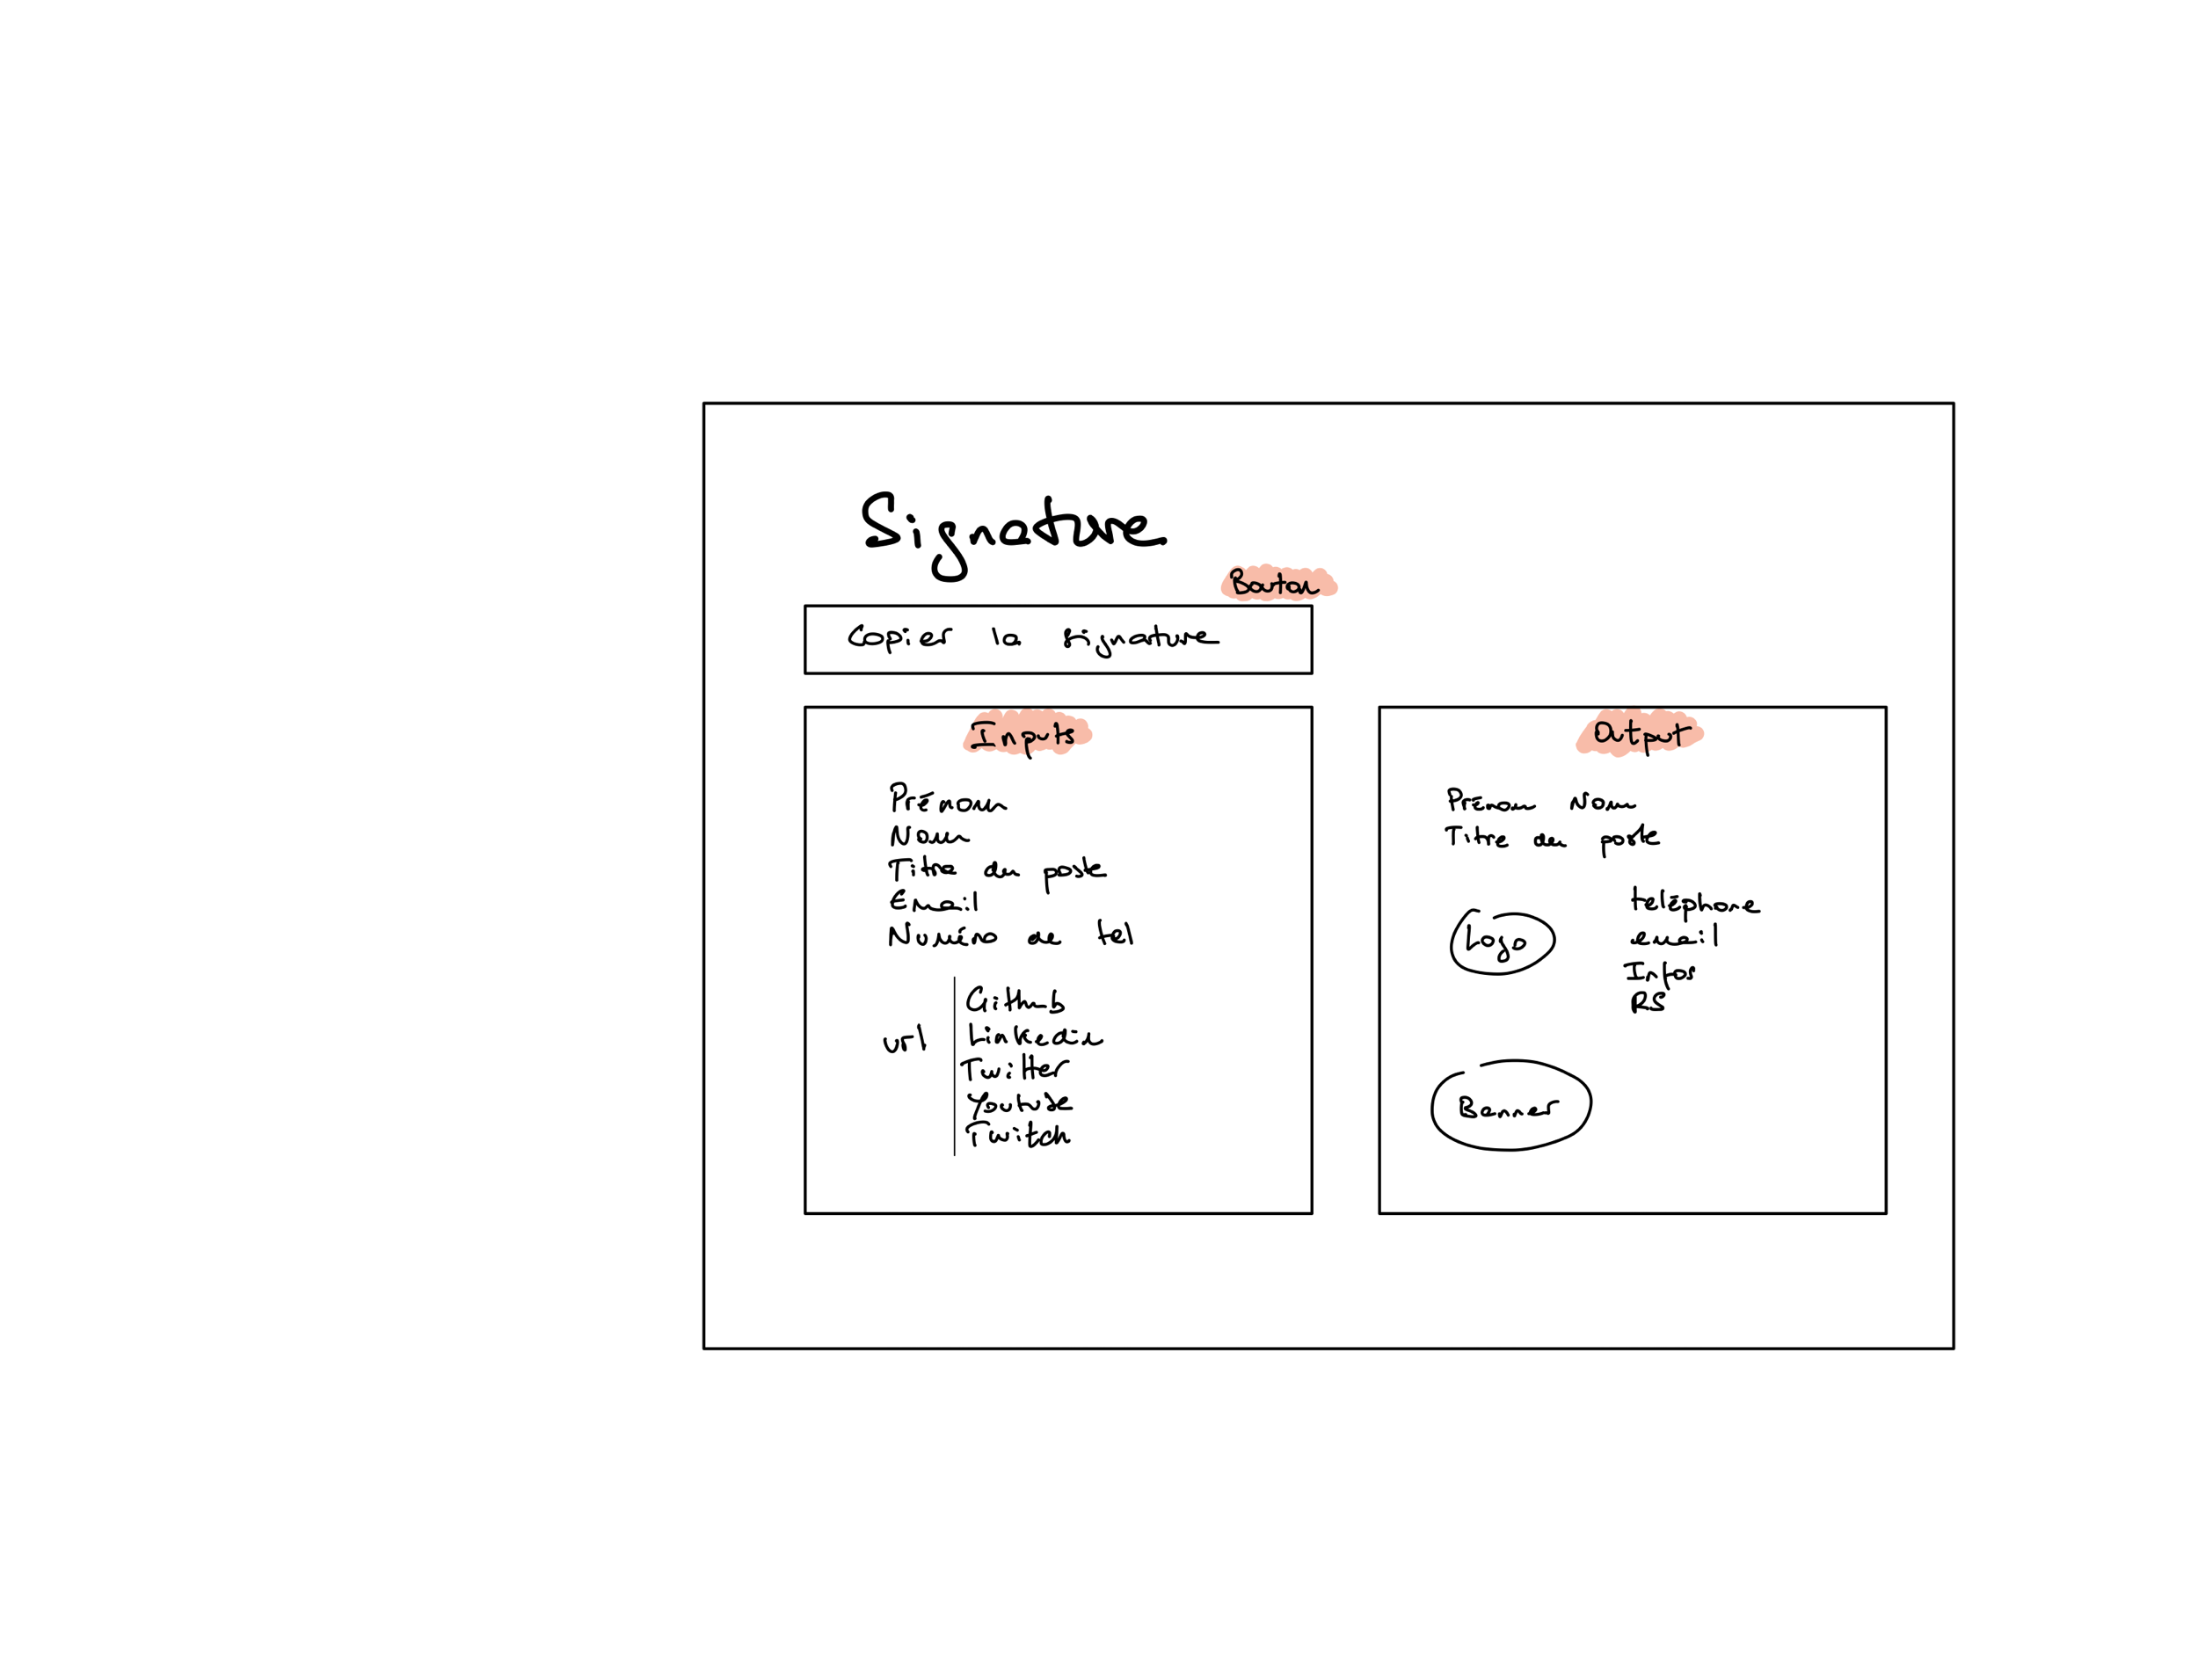 Signature
Bouton
Copier la signature
Inputs
Prénom
Nom
Titre du poste
Email
Numéro de tel
url
Github
Linkedin
Twitter
Youtube
Twitch
Output
Prénom Nom
Titre du poste
Logo
téléphone
email
Infos
RS
Banner